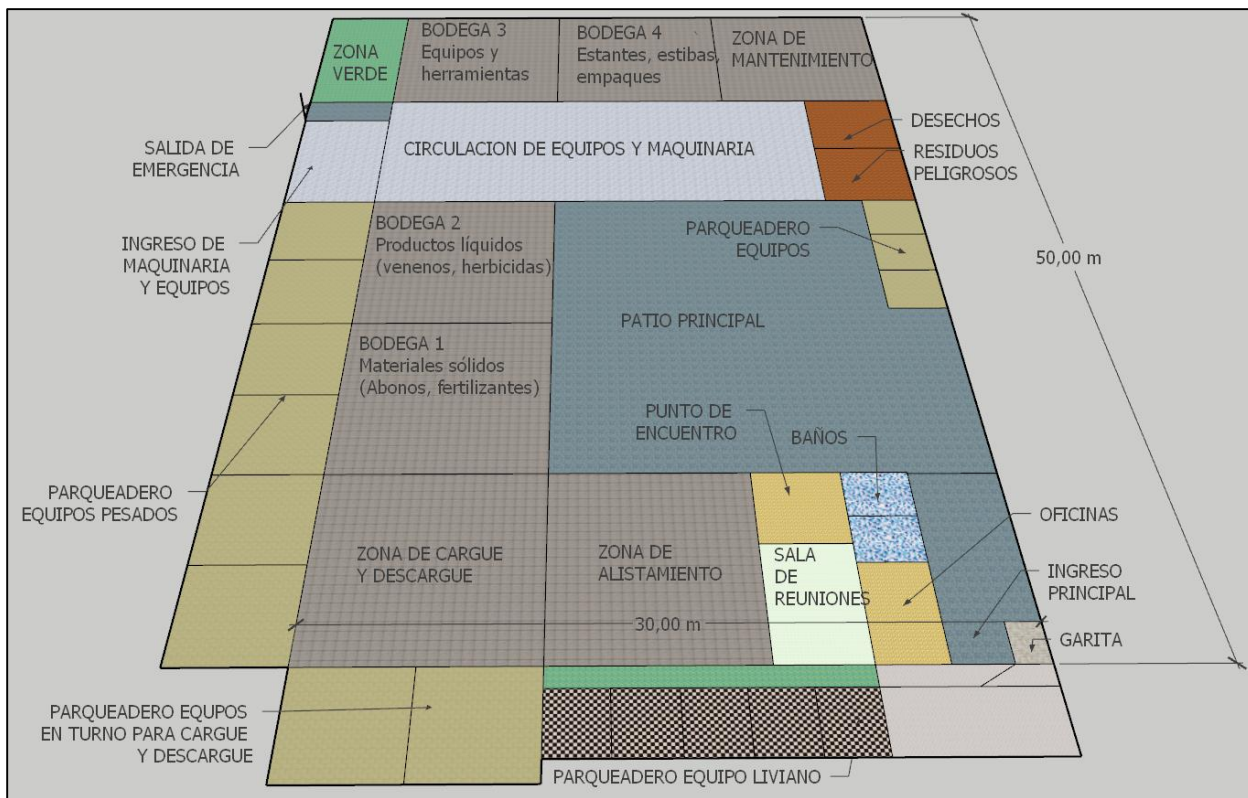 BODEGA 3
Equipos y
herramientas
BODEGA 4
Estantes, estibas,
empaques
ZONA DE
MANTENIMIENTO
ZONA
VERDE
SALIDA DE
EMERGENCIA
CIRCULACION DE EQUIPOS Y MAQUINARIA
DESECHOS
RESIDUOS
PELIGROSOS
INGRESO DE
MAQUINARIA
Y EQUIPOS
BODEGA 2
Productos líquidos
(venenos, herbicidas)
PARQUEADERO
EQUIPOS
50,00 m
PATIO PRINCIPAL
BODEGA 1
Materiales sólidos
(Abonos, fertilizantes)
PUNTO DE
ENCUENTRO
BAÑOS
PARQUEADERO
EQUIPOS PESADOS
OFICINAS
ZONA DE CARGUE
Y DESCARGUE
ZONA DE
ALISTAMIENTO
SALA
DE
REUNIONES
INGRESO
PRINCIPAL
30,00 m
GARITA
PARQUEADERO EQUPOS
EN TURNO PARA CARGUE
Y DESCARGUE
PARQUEADERO EQUIPO LIVIANO